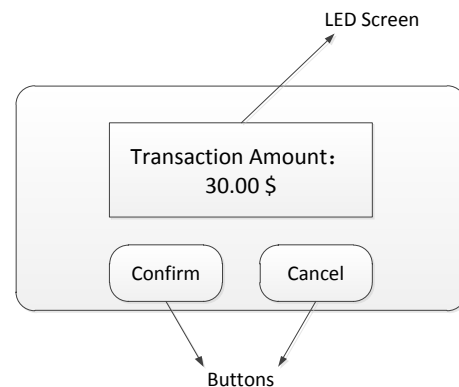 LED Screen
Transaction Amount：
30.00 $
Confirm
Cancel
Buttons